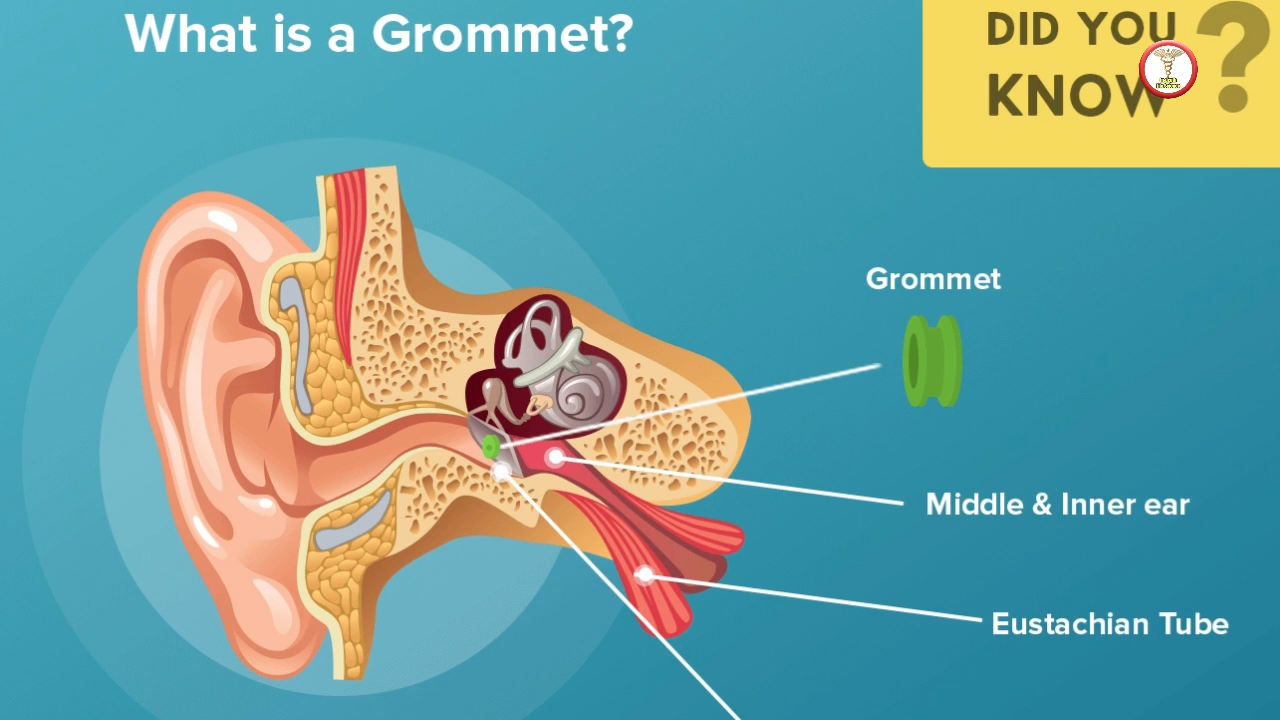 What is a Grommet?
DID YOU
KNOW ?
Grommet
Middle & Inner ear
Eustachian Tube